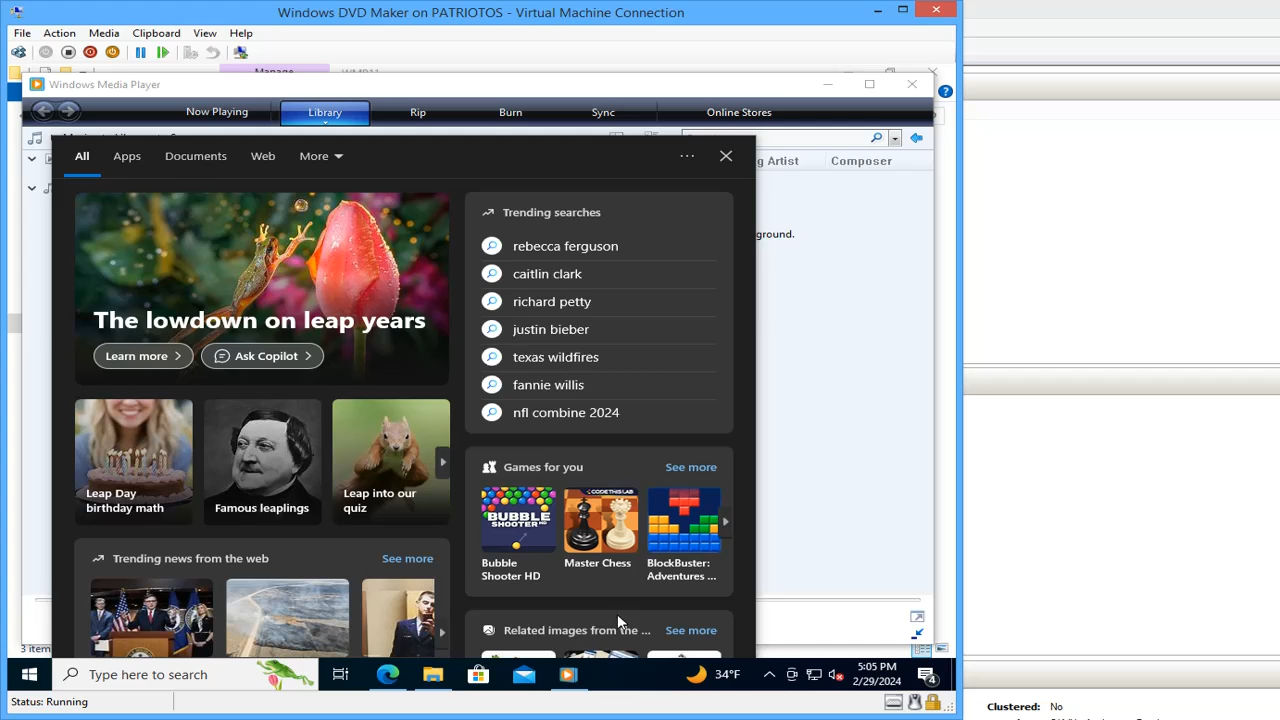 Windows DVD Maker on PATRIOTOS - Virtual Machine Connection
File Action Media Clipboard View Help
Manage
Windows Media Player
Now Playing Library Rip Burn Sync Online Stores
All Apps Documents Web More
g Artist Composer
The lowdown on leap years
Learn more
Ask Copilot
Trending searches
rebecca ferguson
caitlin clark
richard petty
justin bieber
texas wildfires
fannie willis
nfl combine 2024
ground.
Leap Day
birthday math
Famous leaplings
Leap into our
quiz
Games for you See more
CODETHISLAB
BUBBLE
SHOOTER HD
Bubble
Shooter HD
Master Chess
BlockBuster:
Adventures ...
Trending news from the web See more
Related images from the ... See more
3 item
Type here to search
34°F
5:05 PM
2/29/2024
4
Status: Running
Clustered: No